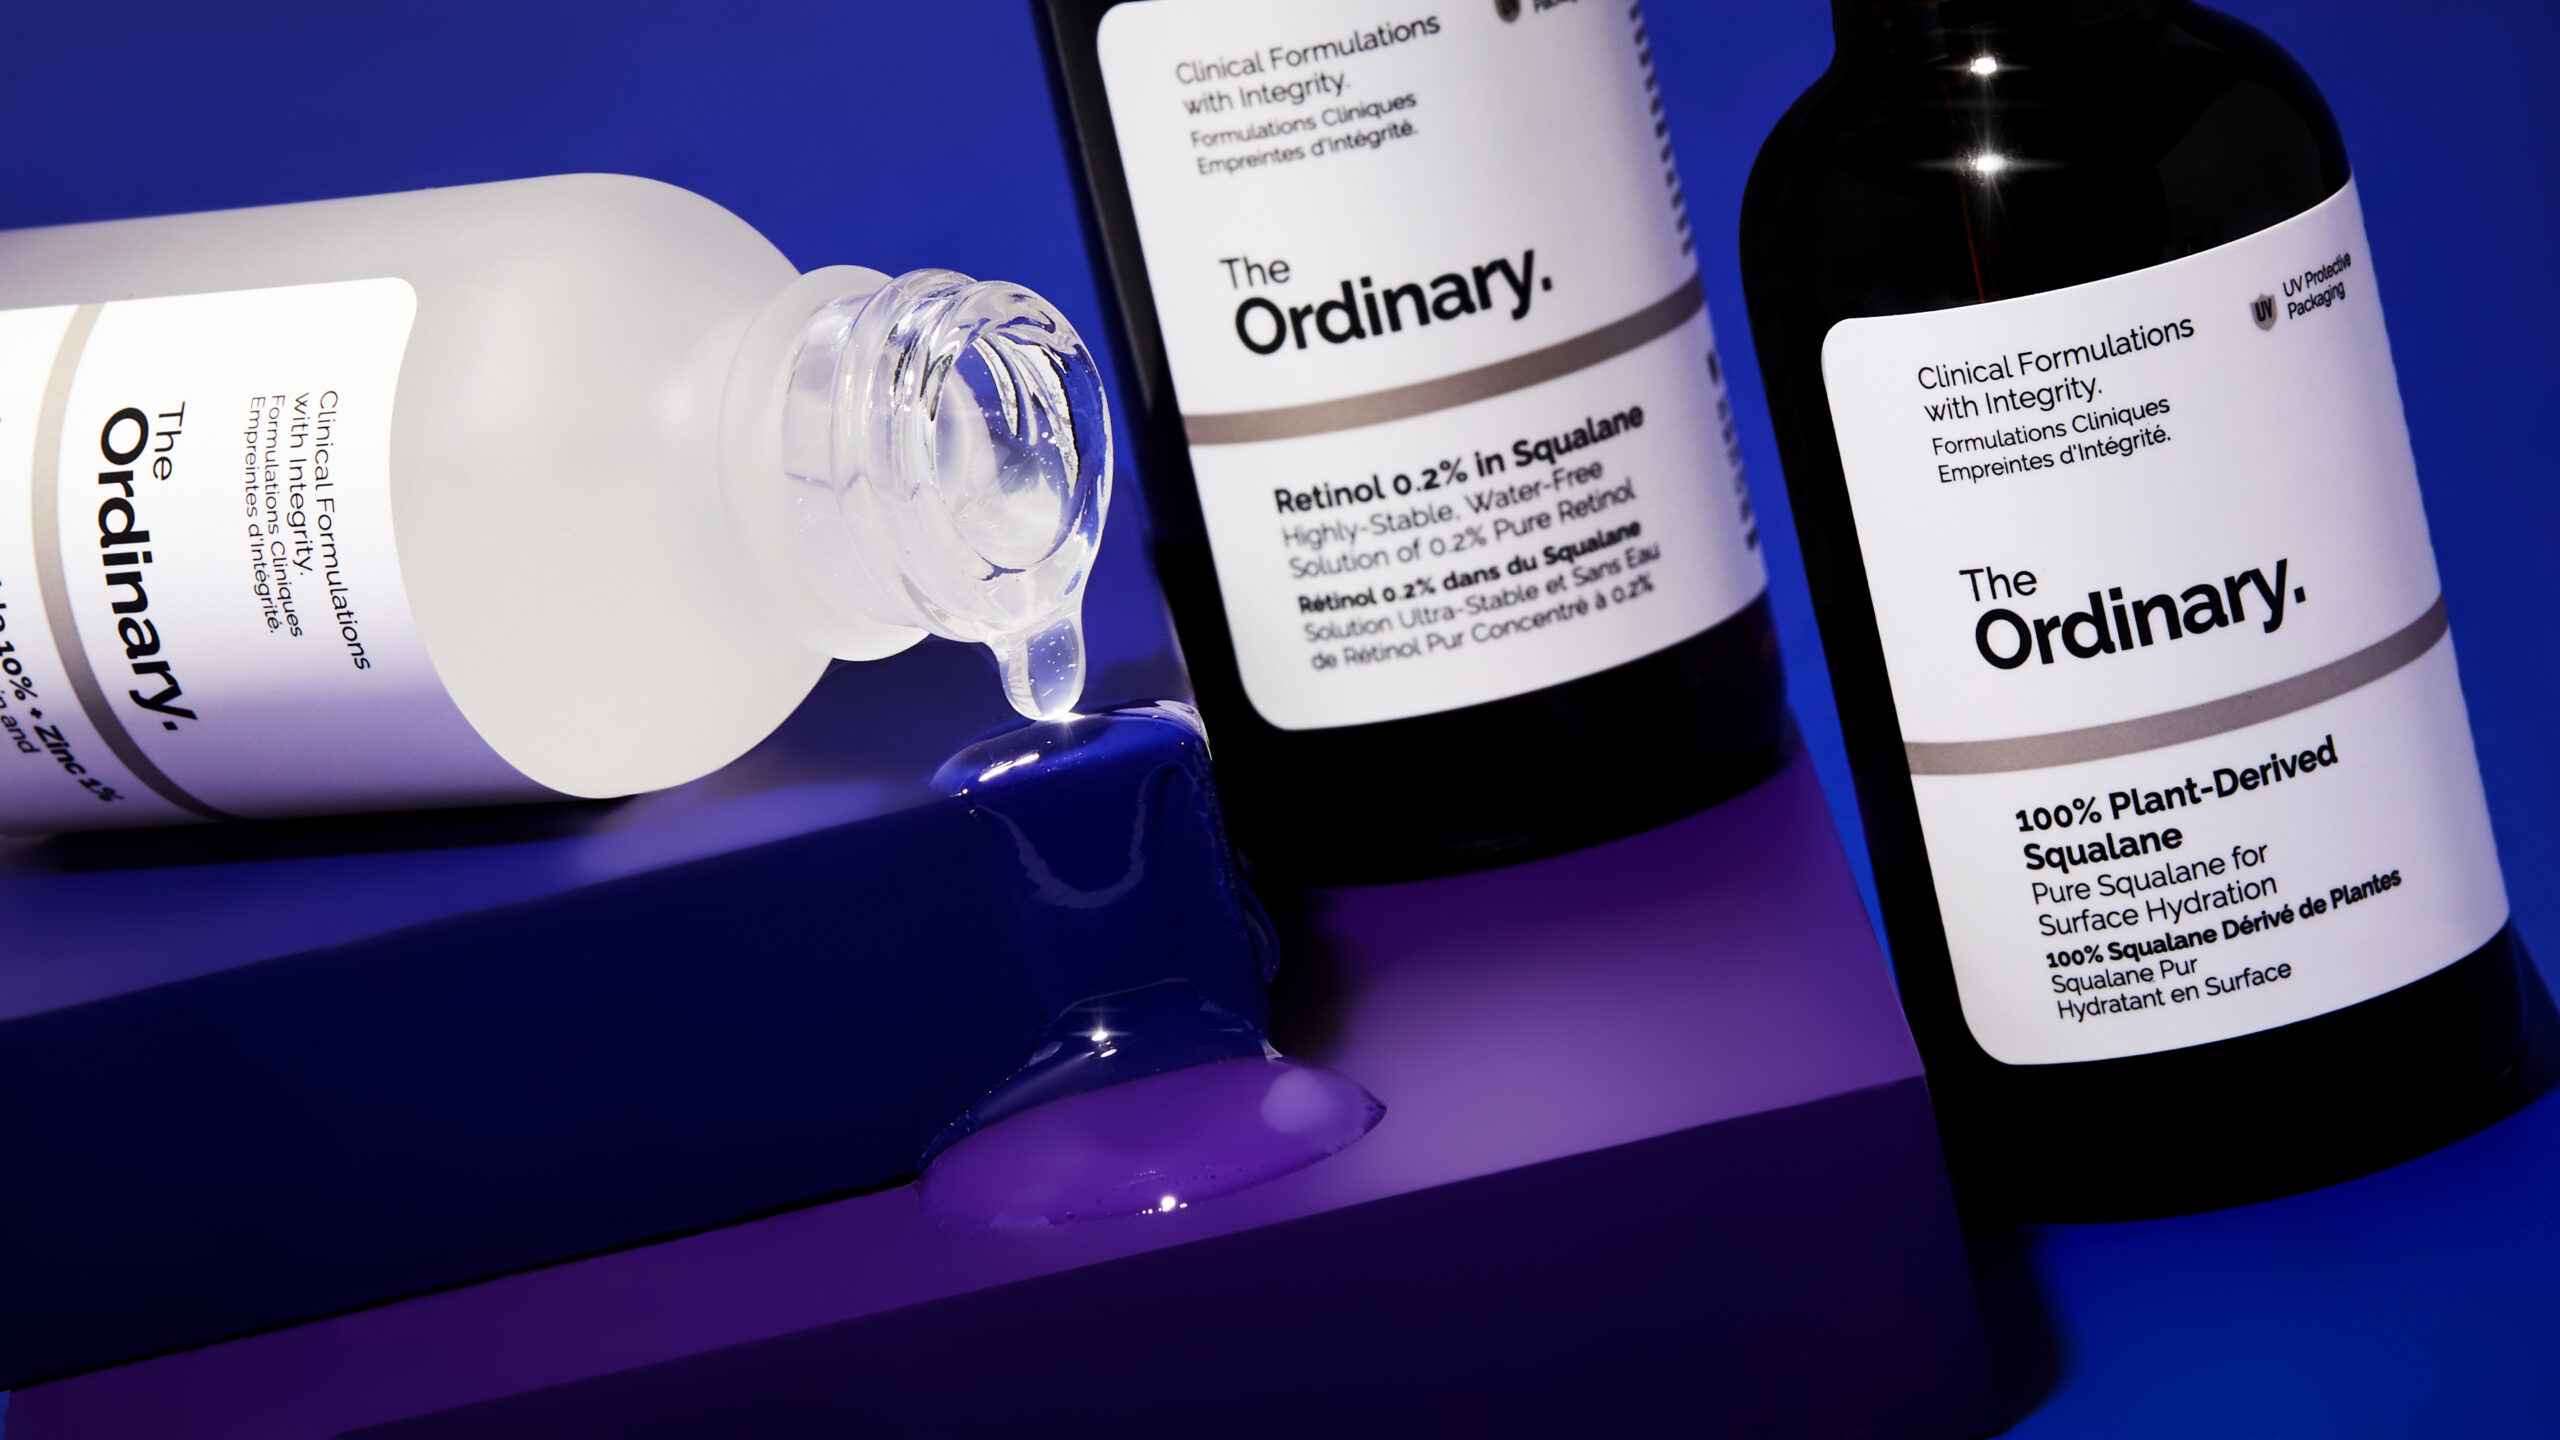 The
Ordinary.
Clinical Formulations
with Integrity.
Formulations Cliniques
Empreintes d'Intégrité.
10% + Zinc 1%
and
Clinical Formulations
with Integrity.
Formulations Cliniques
Empreintes d'Intégrité.
The
Ordinary.
Retinol 0.2% in Squalane
Highly-Stable, Water-Free
Solution of 0.2% Pure Retinol
Rétinol 0.2% dans du Squalane
Solution Ultra-Stable et Sans Eau
de Rétinol Pur Concentré à 0.2%
UV Protective
Packaging
UV
Clinical Formulations
with Integrity.
Formulations Cliniques
Empreintes d'Intégrité.
The
Ordinary.
100% Plant-Derived
Squalane
Pure Squalane for
Surface Hydration
100% Squalane Dérivé de Plantes
Squalane Pur
Hydratant en Surface